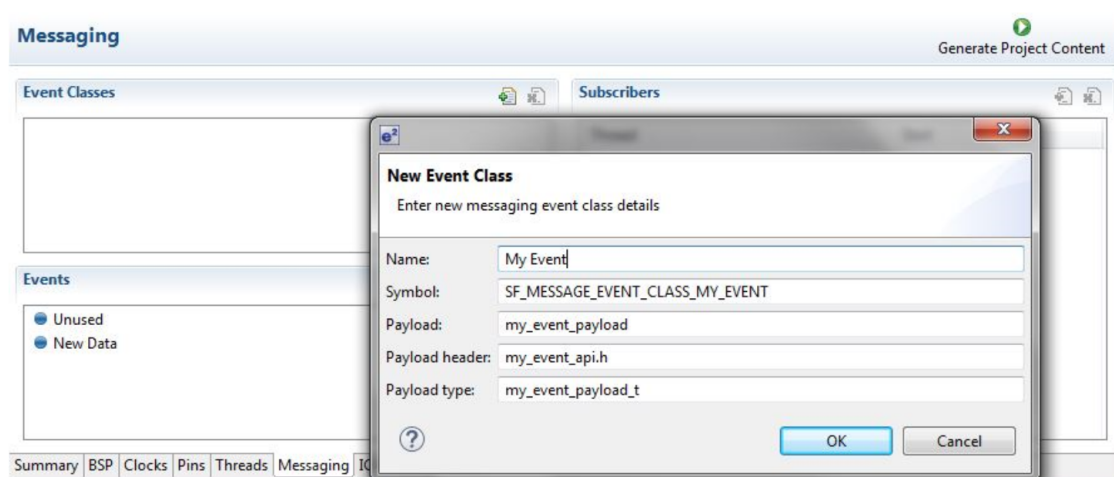 Messaging
Generate Project Content
Event Classes
Subscribers
e²
New Event Class
Enter new messaging event class details
Name: My Event
Symbol: SF_MESSAGE_EVENT_CLASS_MY_EVENT
Payload: my_event_payload
Payload header: my_event_api.h
Payload type: my_event_payload_t
? OK Cancel
Events
Unused
New Data
Summary BSP Clocks Pins Threads Messaging